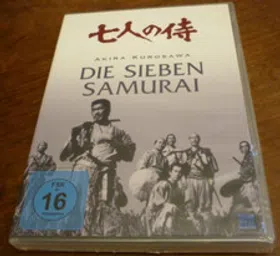 七人の侍
AKIRA KUROSAWA
DIE SIEBEN
SAMURAI
FSK
16